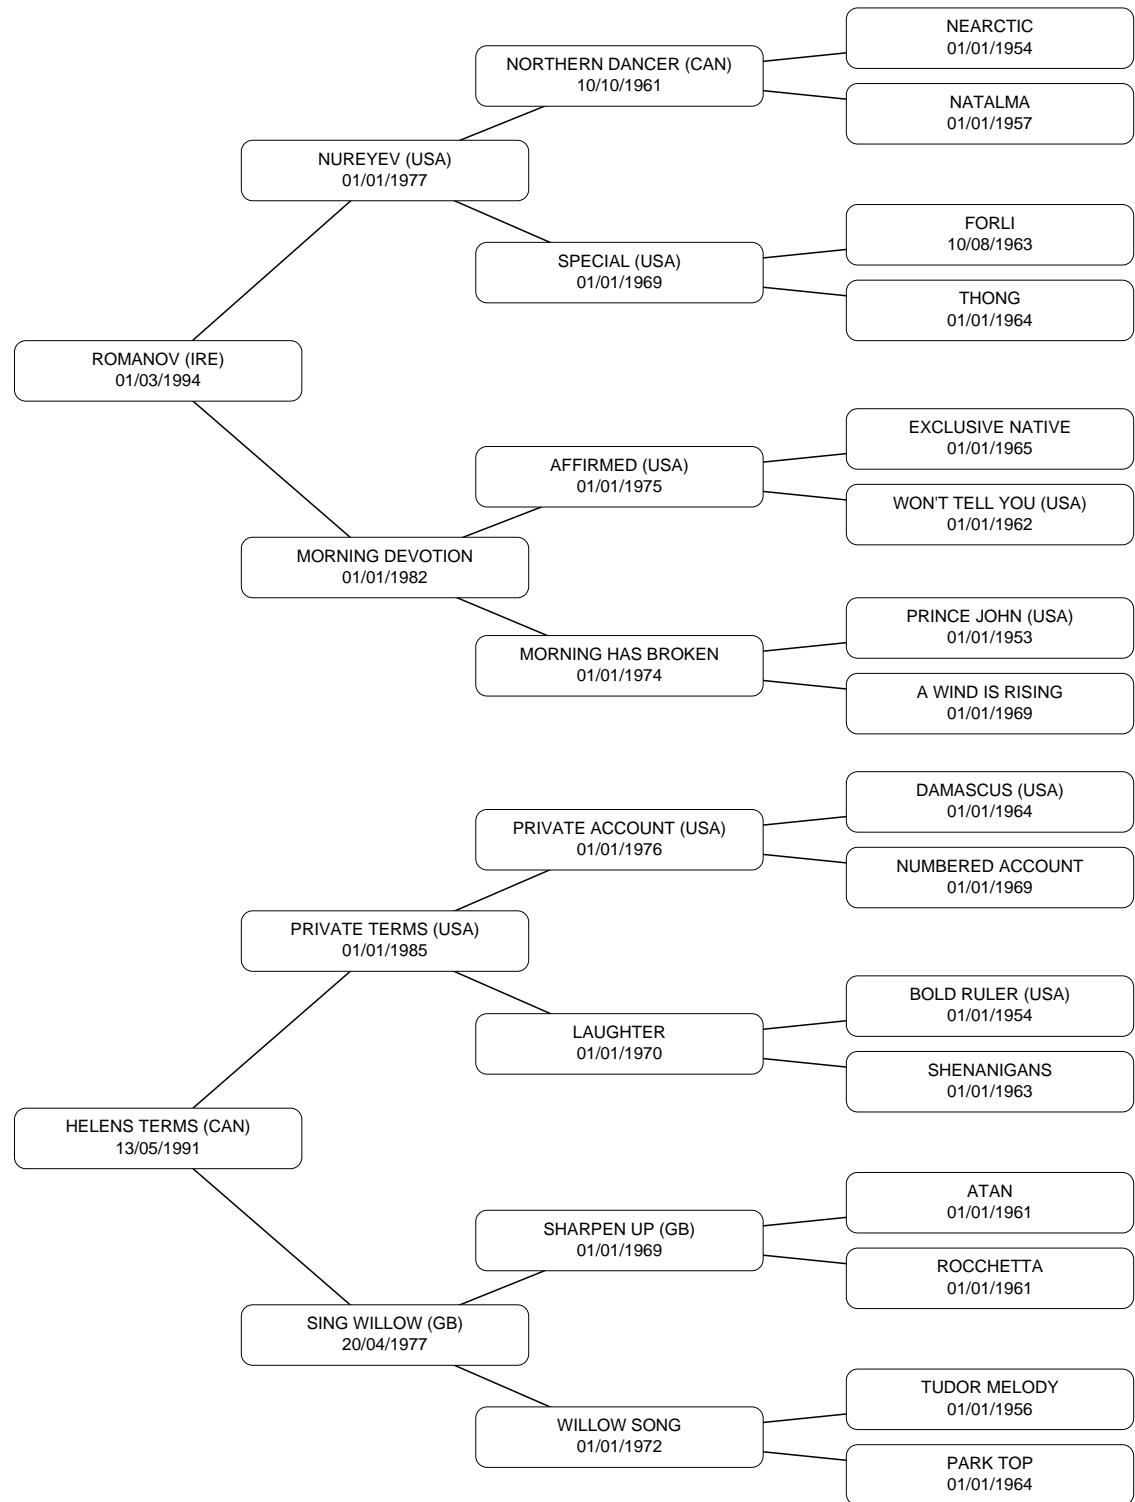 NEARCTIC
01/01/1954
NORTHERN DANCER (CAN)
10/10/1961
NATALMA
01/01/1957
NUREYEV (USA)
01/01/1977
FORLI
10/08/1963
SPECIAL (USA)
01/01/1969
THONG
01/01/1964
ROMANOV (IRE)
01/03/1994
EXCLUSIVE NATIVE
01/01/1965
AFFIRMED (USA)
01/01/1975
WON'T TELL YOU (USA)
01/01/1962
MORNING DEVOTION
01/01/1982
PRINCE JOHN (USA)
01/01/1953
MORNING HAS BROKEN
01/01/1974
A WIND IS RISING
01/01/1969
DAMASCUS (USA)
01/01/1964
PRIVATE ACCOUNT (USA)
01/01/1976
NUMBERED ACCOUNT
01/01/1969
PRIVATE TERMS (USA)
01/01/1985
BOLD RULER (USA)
01/01/1954
LAUGHTER
01/01/1970
SHENANIGANS
01/01/1963
HELENS TERMS (CAN)
13/05/1991
ATAN
01/01/1961
SHARPEN UP (GB)
01/01/1969
ROCCHETTA
01/01/1961
SING WILLOW (GB)
20/04/1977
TUDOR MELODY
01/01/1956
WILLOW SONG
01/01/1972
PARK TOP
01/01/1964